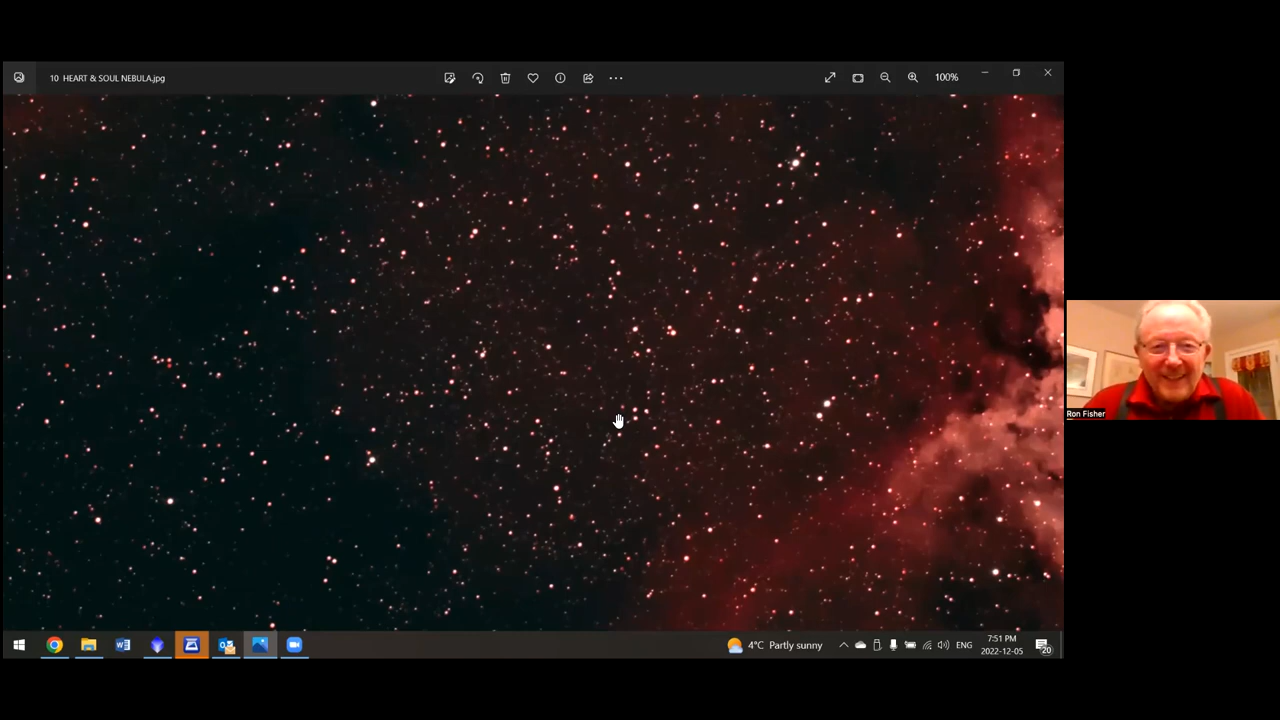 10 HEART & SOUL NEBULA.jpg
100%
Ron Fisher
4°C Partly sunny
ENG
7:51 PM
2022-12-05
20